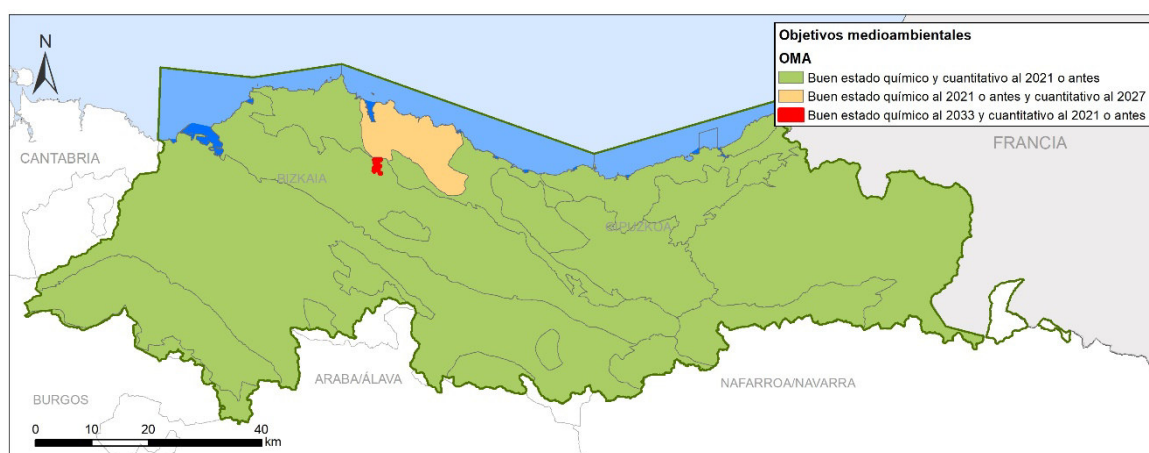 N
Objetivos medioambientales
OMA
Buen estado químico y cuantitativo al 2021 o antes
Buen estado químico al 2021 o antes y cuantitativo al 2027
Buen estado químico al 2033 y cuantitativo al 2021 o antes
FRANCIA
CANTABRIA
BIZKAIA
GIPUZKOA
ARABA/ÁLAVA
NAFARROA/NAVARRA
BURGOS
0 10 20 40
km